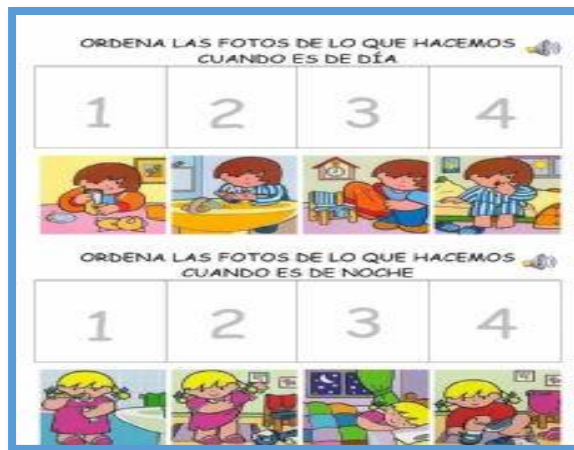 ORDENA LAS FOTOS DE LO QUE HACEMOS
CUANDO ES DE DÍA
1 2 3 4
ORDENA LAS FOTOS DE LO QUE HACEMOS
CUANDO ES DE NOCHE
1 2 3 4